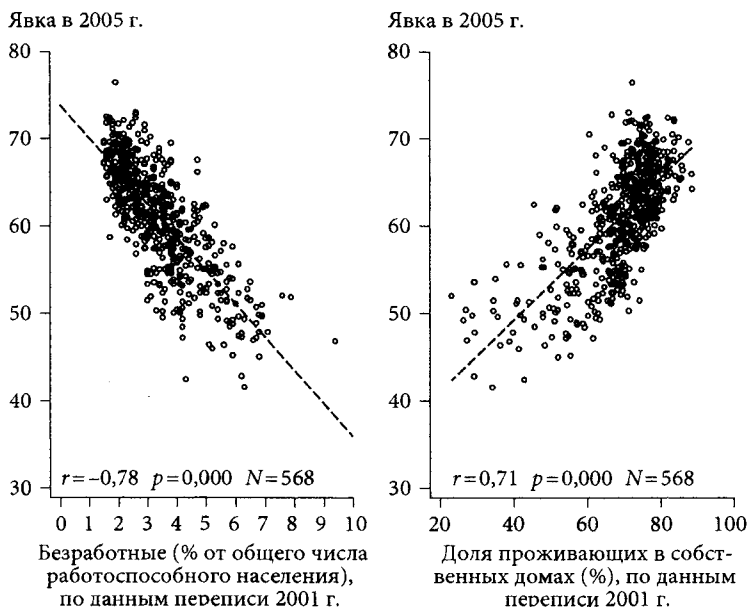 Явка в 2005 г.
80
70
60
50
40
30
r=−0,78 p=0,000 N=568
0 1 2 3 4 5 6 7 8 9 10
Безработные (% от общего числа
работоспособного населения),
по данным переписи 2001 г.
Явка в 2005 г.
80
70
60
50
40
30
r=0,71 p=0,000 N=568
20 40 60 80 100
Доля проживающих в собст-
венных домах (%), по данным
переписи 2001 г.